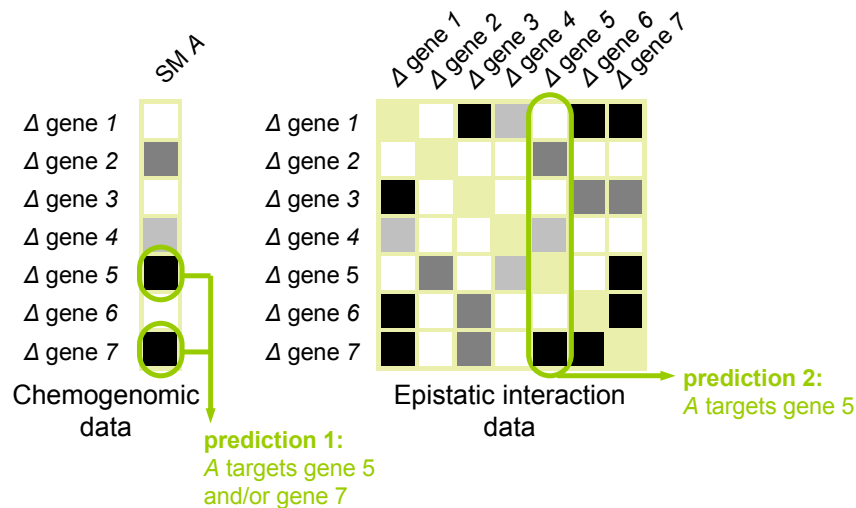 SM A
Δ gene 1
Δ gene 2
Δ gene 3
Δ gene 4
Δ gene 5
Δ gene 6
Δ gene 7
Chemogenomic
data
prediction 1:
A targets gene 5
and/or gene 7
Δ gene 1
Δ gene 2
Δ gene 3
Δ gene 4
Δ gene 5
Δ gene 6
Δ gene 7
Δ gene 1
Δ gene 2
Δ gene 3
Δ gene 4
Δ gene 5
Δ gene 6
Δ gene 7
Epistatic interaction
data
prediction 2:
A targets gene 5